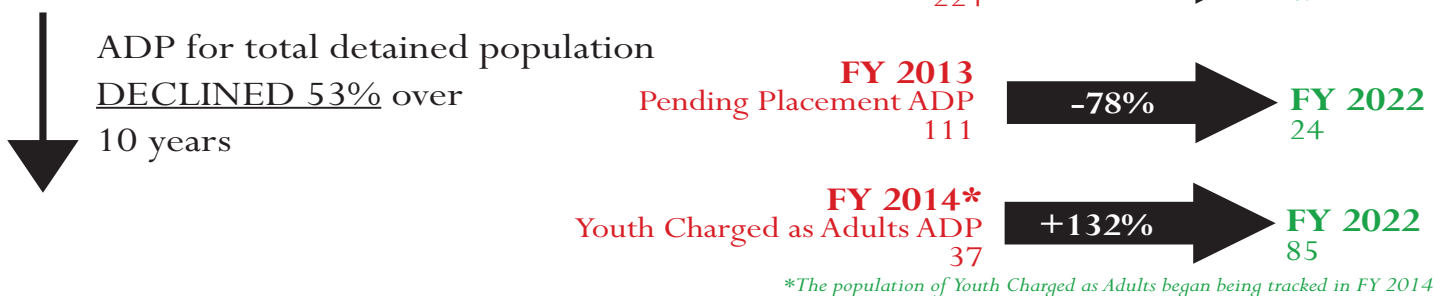 ADP for total detained population
DECLINED 53% over
10 years
FY 2013
Pending Placement ADP
111
-78%
FY 2022
24
FY 2014*
Youth Charged as Adults ADP
37
+132%
FY 2022
85
*The population of Youth Charged as Adults began being tracked in FY 2014